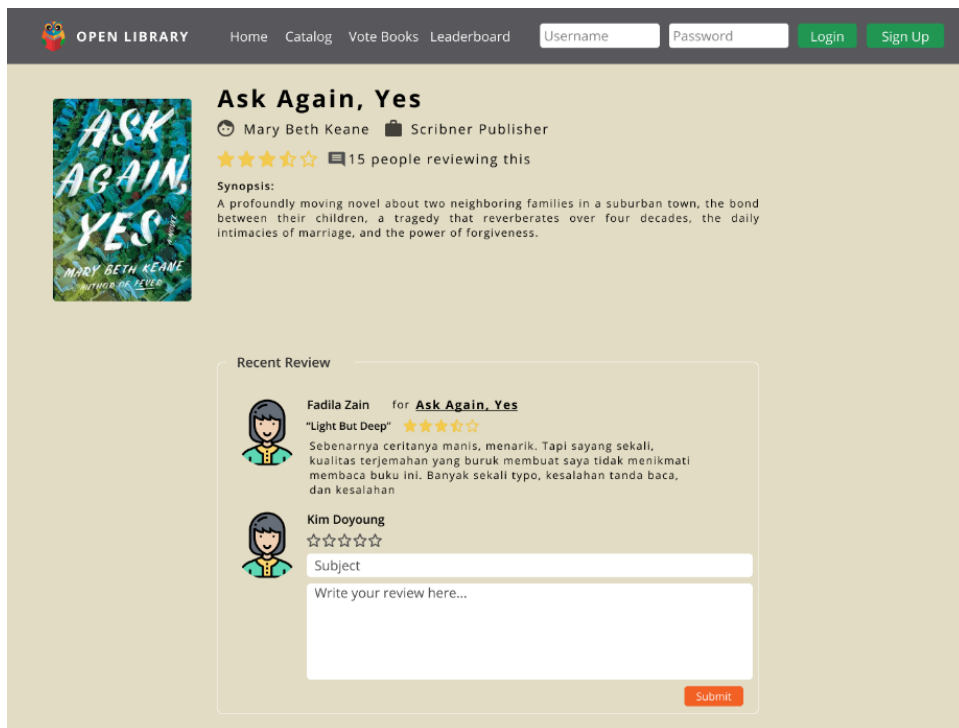 OPEN LIBRARY Home Catalog Vote Books Leaderboard Username Password Login Sign Up
ASK
AGAIN,
YES
A NOVEL
MARY BETH KEANE
AUTHOR OF FEVER
Ask Again, Yes
Mary Beth Keane Scribner Publisher
15 people reviewing this
Synopsis:
A profoundly moving novel about two neighboring families in a suburban town, the bond
between their children, a tragedy that reverberates over four decades, the daily
intimacies of marriage, and the power of forgiveness.
Recent Review
Fadila Zain for Ask Again, Yes
“Light But Deep”
Sebenarnya ceritanya manis, menarik. Tapi sayang sekali,
kualitas terjemahan yang buruk membuat saya tidak menikmati
membaca buku ini. Banyak sekali typo, kesalahan tanda baca,
dan kesalahan
Kim Doyoung
Subject
Write your review here...
Submit